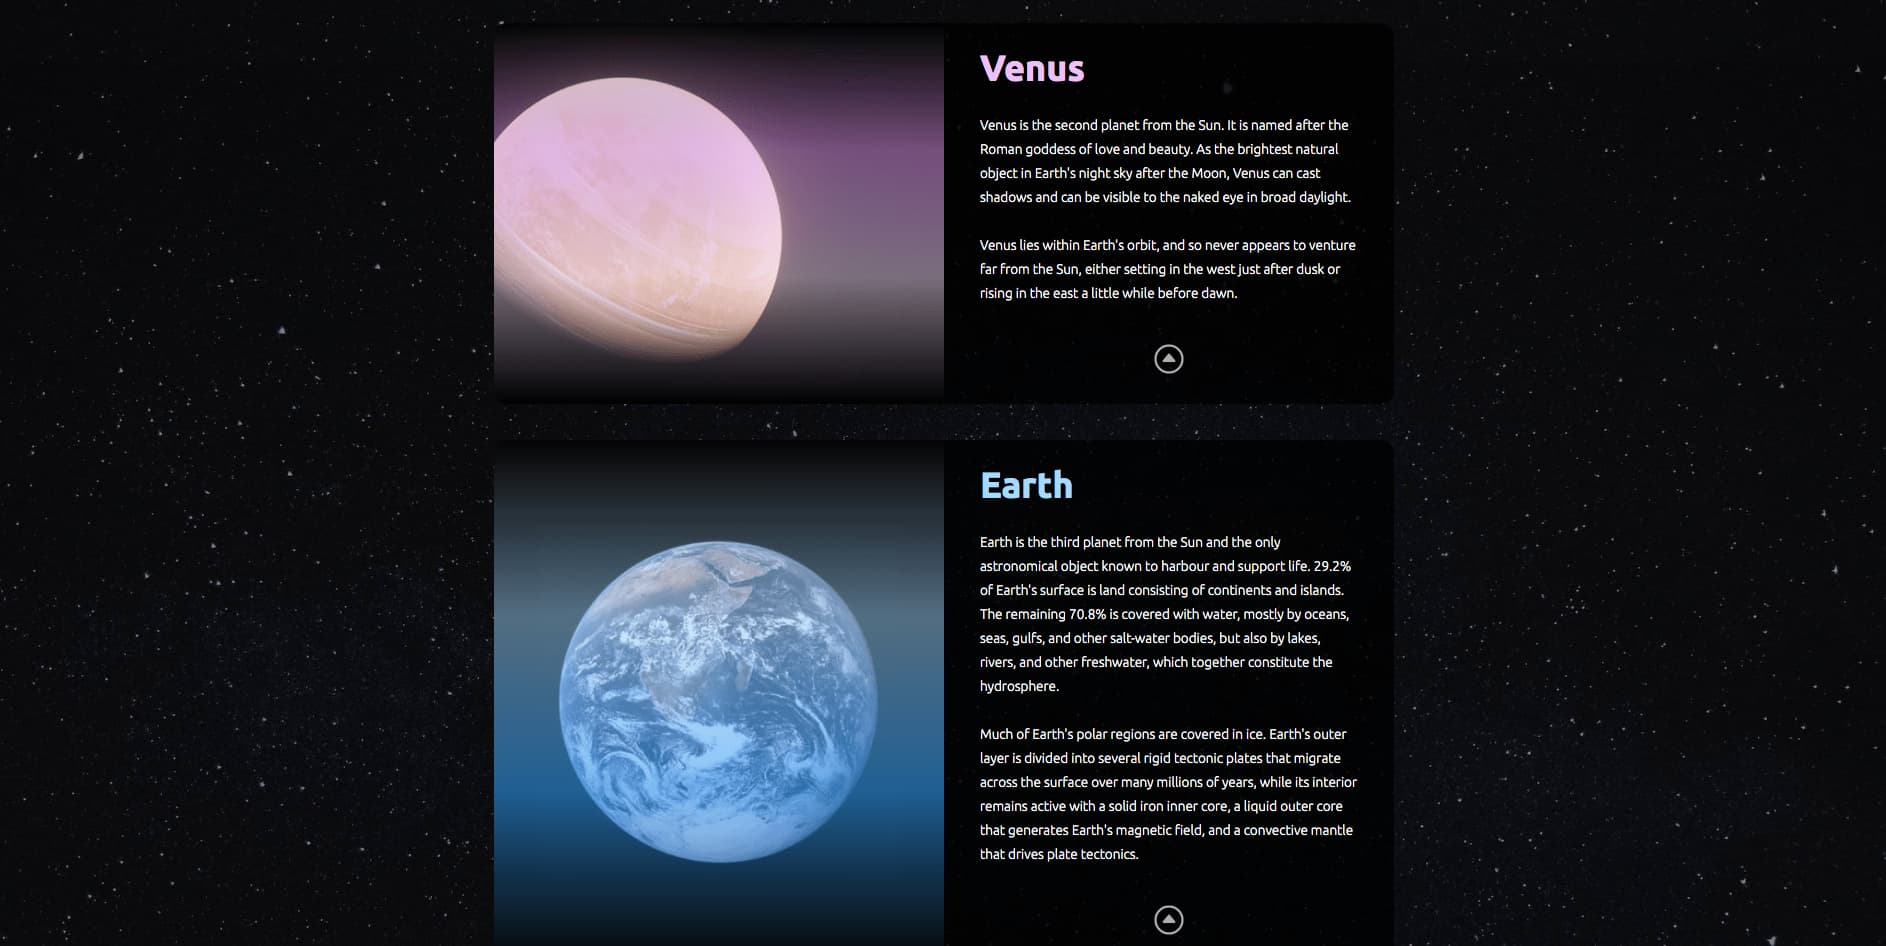 Venus
Venus is the second planet from the Sun. It is named after the
Roman goddess of love and beauty. As the brightest natural
object in Earth's night sky after the Moon, Venus can cast
shadows and can be visible to the naked eye in broad daylight.
Venus lies within Earth's orbit, and so never appears to venture
far from the Sun, either setting in the west just after dusk or
rising in the east a little while before dawn.
Earth
Earth is the third planet from the Sun and the only
astronomical object known to harbour and support life. 29.2%
of Earth's surface is land consisting of continents and islands.
The remaining 70.8% is covered with water, mostly by oceans,
seas, gulfs, and other salt-water bodies, but also by lakes,
rivers, and other freshwater, which together constitute the
hydrosphere.
Much of Earth's polar regions are covered in ice. Earth's outer
layer is divided into several rigid tectonic plates that migrate
across the surface over many millions of years, while its interior
remains active with a solid iron inner core, a liquid outer core
that generates Earth's magnetic field, and a convective mantle
that drives plate tectonics.